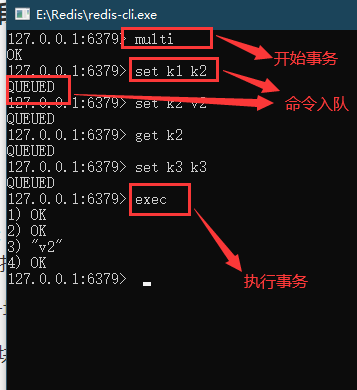 E:\Redis\redis-cli.exe
127.0.0.1:6379> multi
OK
开始事务
127.0.0.1:6379> set k1 k2
QUEUED
127.0.0.1:6379> set k2 v2
命令入队
QUEUED
127.0.0.1:6379> get k2
QUEUED
127.0.0.1:6379> set k3 k3
QUEUED
127.0.0.1:6379> exec
1) OK
2) OK
3) "v2"
4) OK
127.0.0.1:6379>
执行事务